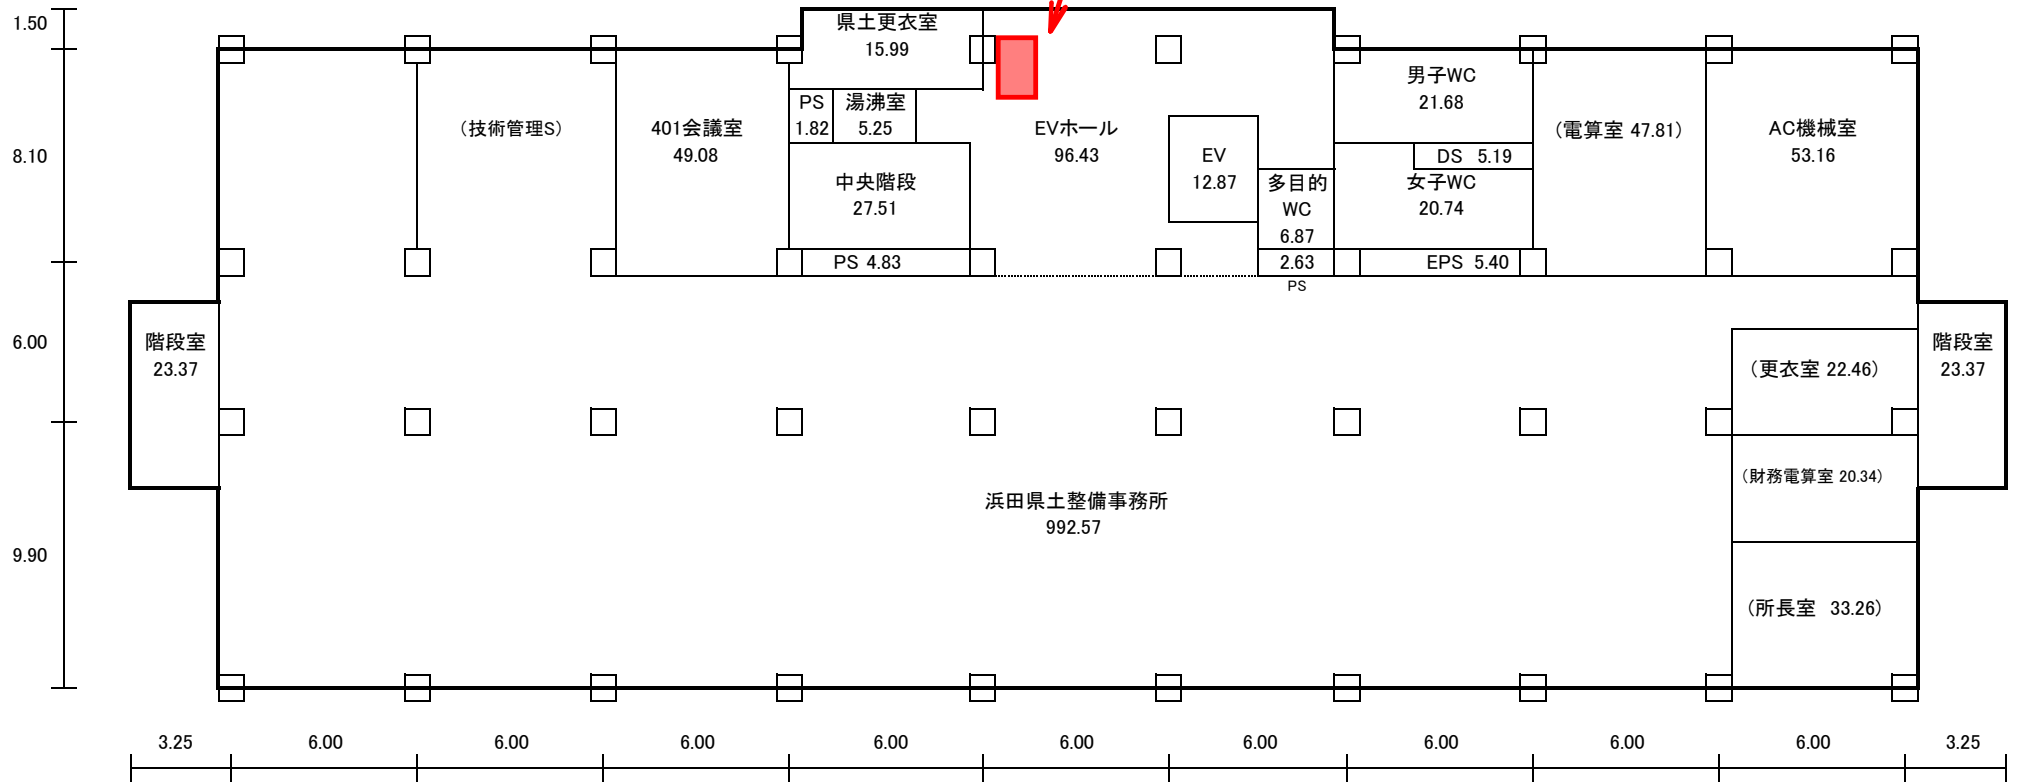 1.50
県土更衣室
15.99
男子WC
21.68
PS
1.82
湯沸室
5.25
（技術管理S）
401会議室
49.08
EVホール
96.43
（電算室 47.81）
AC機械室
53.16
8.10
EV
12.87
DS 5.19
中央階段
27.51
多目的
WC
6.87
女子WC
20.74
PS 4.83
2.63
PS
EPS 5.40
6.00
階段室
23.37
（更衣室 22.46）
階段室
23.37
（財務電算室 20.34）
浜田県土整備事務所
992.57
9.90
（所長室 33.26）
3.25 6.00 6.00 6.00 6.00 6.00 6.00 6.00 6.00 6.00 3.25